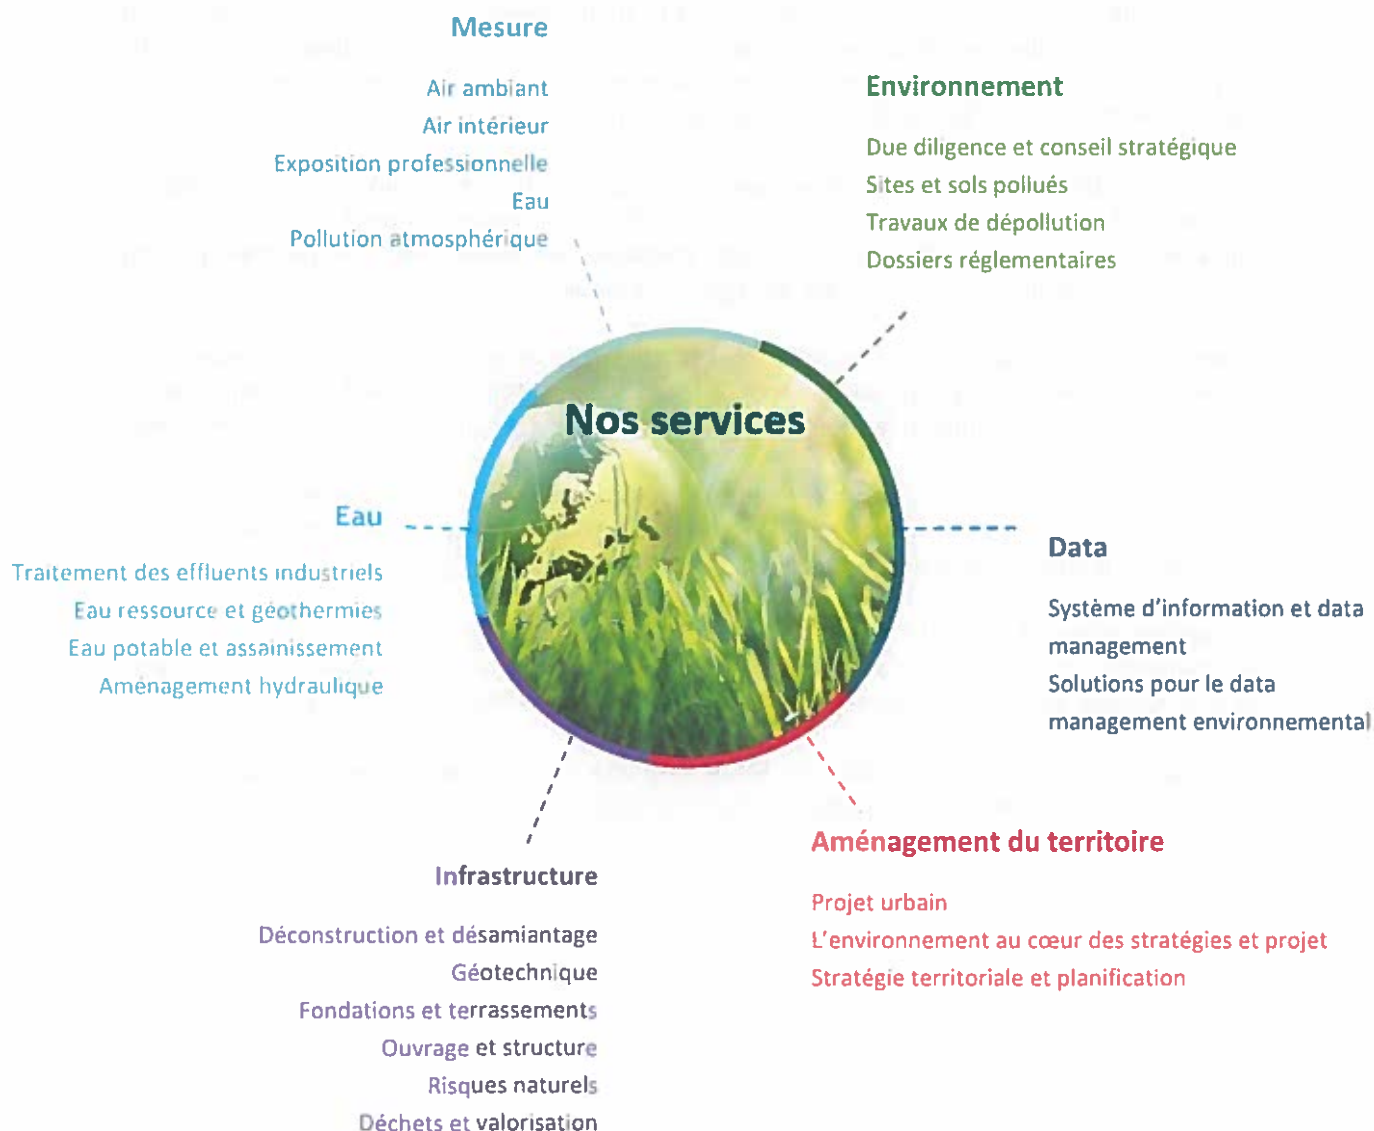 Mesure
Air ambiant
Air intérieur
Exposition professionnelle
Eau
Pollution atmosphérique
Environnement
Due diligence et conseil stratégique
Sites et sols pollués
Travaux de dépollution
Dossiers réglementaires
Nos services
Eau
Traitement des effluents industriels
Eau ressource et géothermies
Eau potable et assainissement
Aménagement hydraulique
Data
Système d'information et data
management
Solutions pour le data
management environnemental
Infrastructure
Déconstruction et désamiantage
Géotechnique
Fondations et terrassements
Ouvrage et structure
Risques naturels
Déchets et valorisation
Aménagement du territoire
Projet urbain
L'environnement au cœur des stratégies et projet
Stratégie territoriale et planification